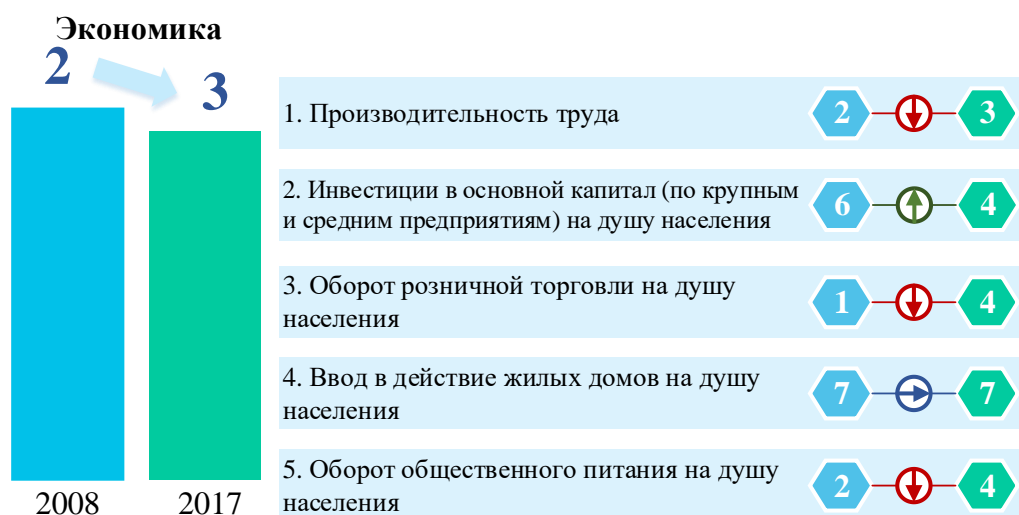 Экономика
2
3
2008
2017
1. Производительность труда
2
3
2. Инвестиции в основной капитал (по крупным
и средним предприятиям) на душу населения
6
4
3. Оборот розничной торговли на душу
населения
1
4
4. Ввод в действие жилых домов на душу
населения
7
7
5. Оборот общественного питания на душу
населения
2
4